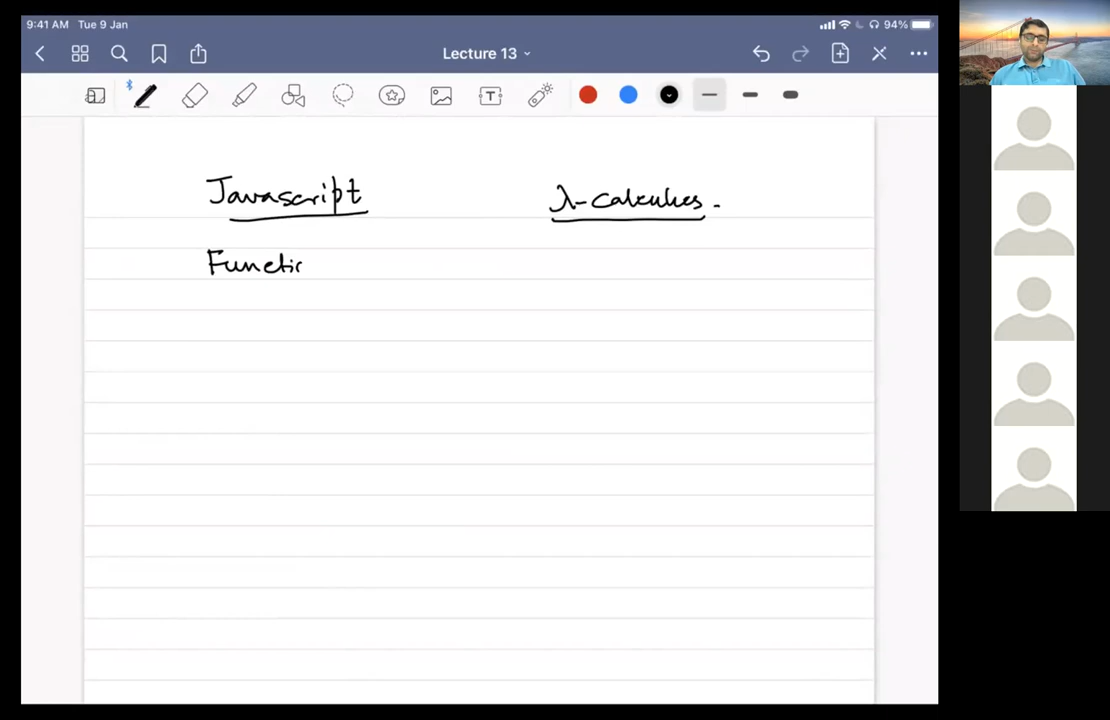 9:41 AM Tue 9 Jan 94%
Lecture 13
T
Javascript λ-calculus.
Functi